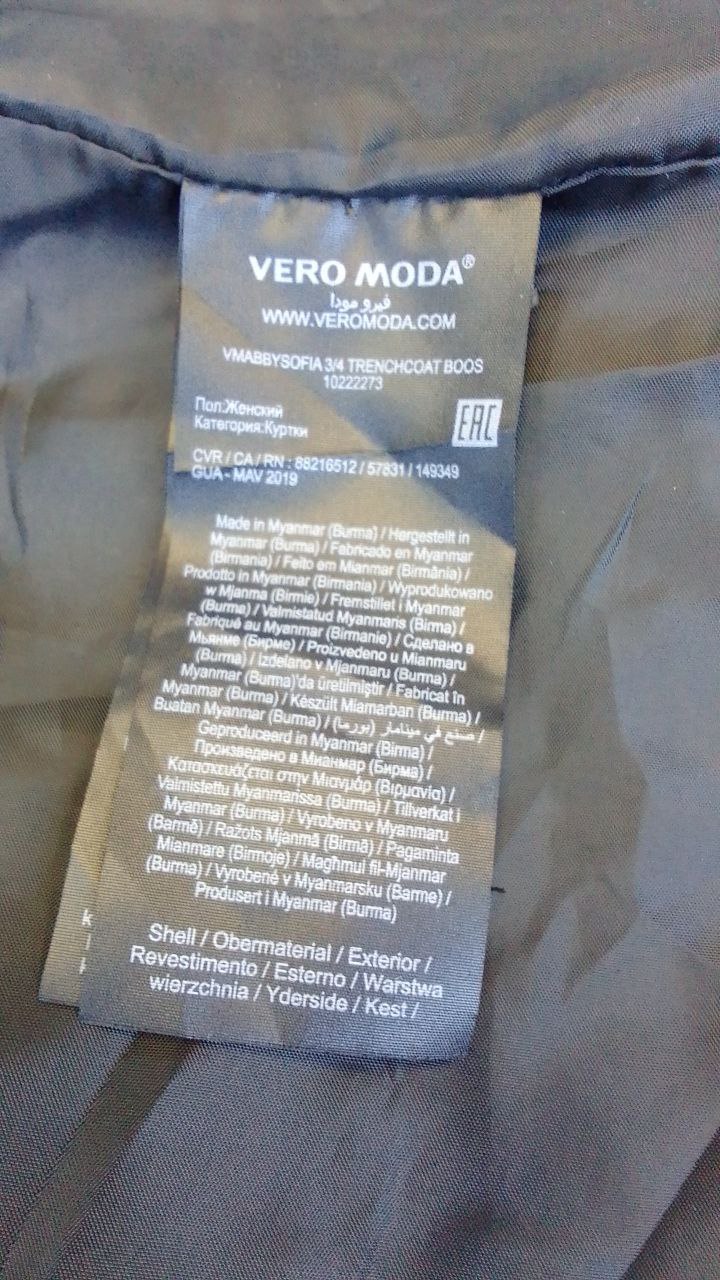 VERO MODA®
فيرو مودا
WWW.VEROMODA.COM
VMABBYSOFIA 3/4 TRENCHCOAT BOOS
10222273
Пол:Женский
Категория:Куртки
EAC
CVR / CA / RN : 88216512 / 57831 / 149349
GUA - MAV 2019
Made in Myanmar (Burma) / Hergestellt in
Myanmar (Burma) / Fabricado en Myanmar
(Birmania) / Feito em Mianmar (Birmânia) /
Prodotto in Myanmar (Birmania) / Wyprodukowano
w Mjanma (Birmie) / Fremstillet i Myanmar
(Burma) / Valmistatud Myanmaris (Birma) /
Fabriqué au Myanmar (Birmanie) / Сделано в
Мьянме (Бирме) / Proizvedeno u Mianmaru
(Burma) / Izdelano v Mjanmaru (Burma) /
Myanmar (Burma)'da üretilmiştir / Fabricat în
Myanmar (Burma) / Készült Miamarban (Burma) /
Buatan Myanmar (Burma) / صنع في مينامار (بورما) /
Geproduceerd in Myanmar (Birma) /
Произведено в Мианмар (Бирма) /
Κατασκευάζεται στην Μιανμάρ (Βιρμανία) /
Valmistettu Myanmarissa (Burma) / Tillverkat i
Myanmar (Burma) / Vyrobeno v Myanmaru
(Barmě) / Ražots Mjanmā (Birmā) / Pagaminta
Mianmare (Birmoje) / Magħmul fil-Mjanmar
(Burma) / Vyrobené v Myanmarsku (Barme) /
Produsert i Myanmar (Burma)
Shell / Obermaterial / Exterior /
Revestimento / Esterno / Warstwa
wierzchnia / Yderside / Kest /